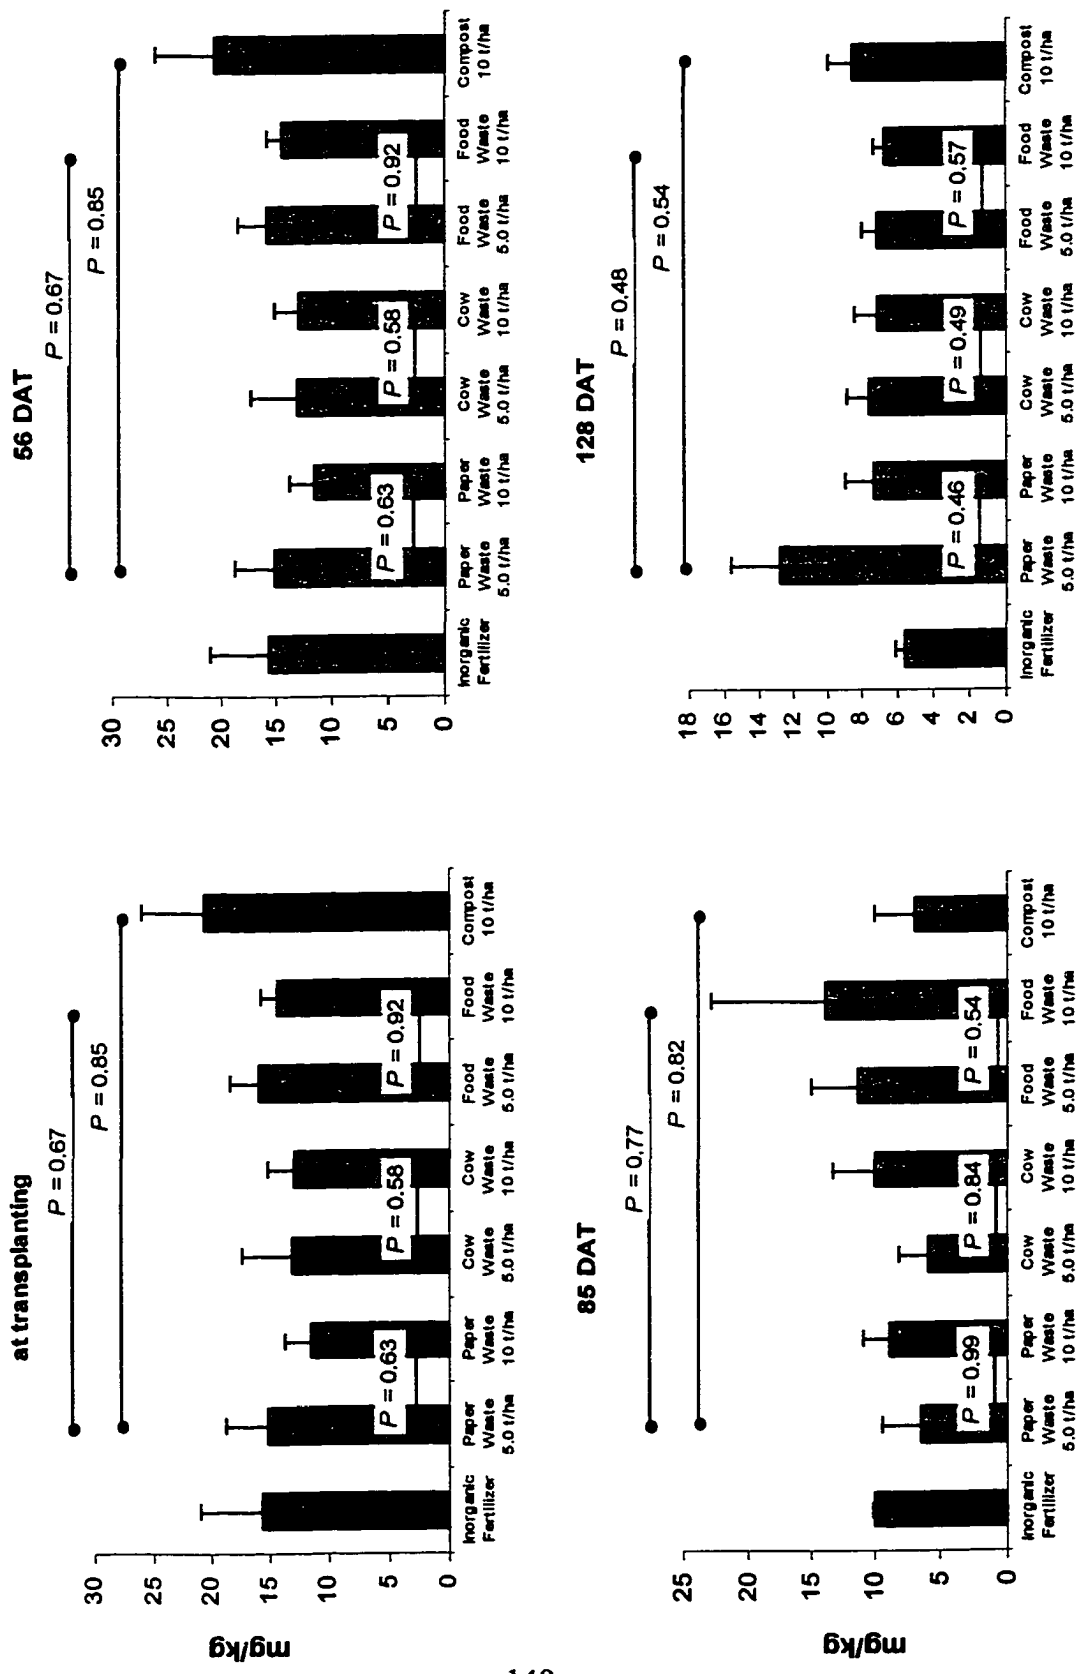 at transplanting
mg/kg
30
25
20
15
10
5
0
P = 0.67
P = 0.85
P = 0.63
P = 0.58
P = 0.92
Inorganic Paper Paper Cow Cow Food Food Compost
Fertilizer Waste Waste Waste Waste Waste Waste 10 t/ha
5.0 t/ha 10 t/ha 5.0 t/ha 10 t/ha 5.0 t/ha 10 t/ha
56 DAT
30
25
20
15
10
5
0
P = 0.67
P = 0.85
P = 0.63
P = 0.58
P = 0.92
Inorganic Paper Paper Cow Cow Food Food Compost
Fertilizer Waste Waste Waste Waste Waste Waste 10 t/ha
5.0 t/ha 10 t/ha 5.0 t/ha 10 t/ha 5.0 t/ha 10 t/ha
85 DAT
mg/kg
25
20
15
10
5
0
P = 0.77
P = 0.82
P = 0.99
P = 0.84
P = 0.54
Inorganic Paper Paper Cow Cow Food Food Compost
Fertilizer Waste Waste Waste Waste Waste Waste 10 t/ha
5.0 t/ha 10 t/ha 5.0 t/ha 10 t/ha 5.0 t/ha 10 t/ha
128 DAT
18
16
14
12
10
8
6
4
2
0
P = 0.48
P = 0.54
P = 0.46
P = 0.49
P = 0.57
Inorganic Paper Paper Cow Cow Food Food Compost
Fertilizer Waste Waste Waste Waste Waste Waste 10 t/ha
5.0 t/ha 10 t/ha 5.0 t/ha 10 t/ha 5.0 t/ha 10 t/ha